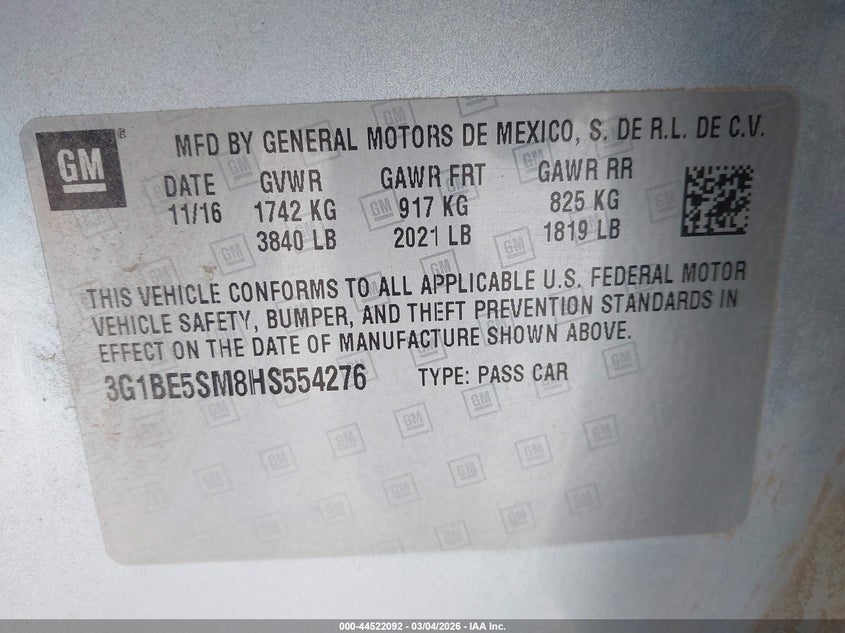 GM
MFD BY GENERAL MOTORS DE MEXICO, S. DE R.L. DE C.V.
DATE GVWR GAWR FRT GAWR RR
11/16 1742 KG 917 KG 825 KG
3840 LB 2021 LB 1819 LB
THIS VEHICLE CONFORMS TO ALL APPLICABLE U.S. FEDERAL MOTOR
VEHICLE SAFETY, BUMPER, AND THEFT PREVENTION STANDARDS IN
EFFECT ON THE DATE OF MANUFACTURE SHOWN ABOVE.
3G1BE5SM8HS554276 TYPE: PASS CAR
000-44522092 - 03/04/2026 - IAA Inc.